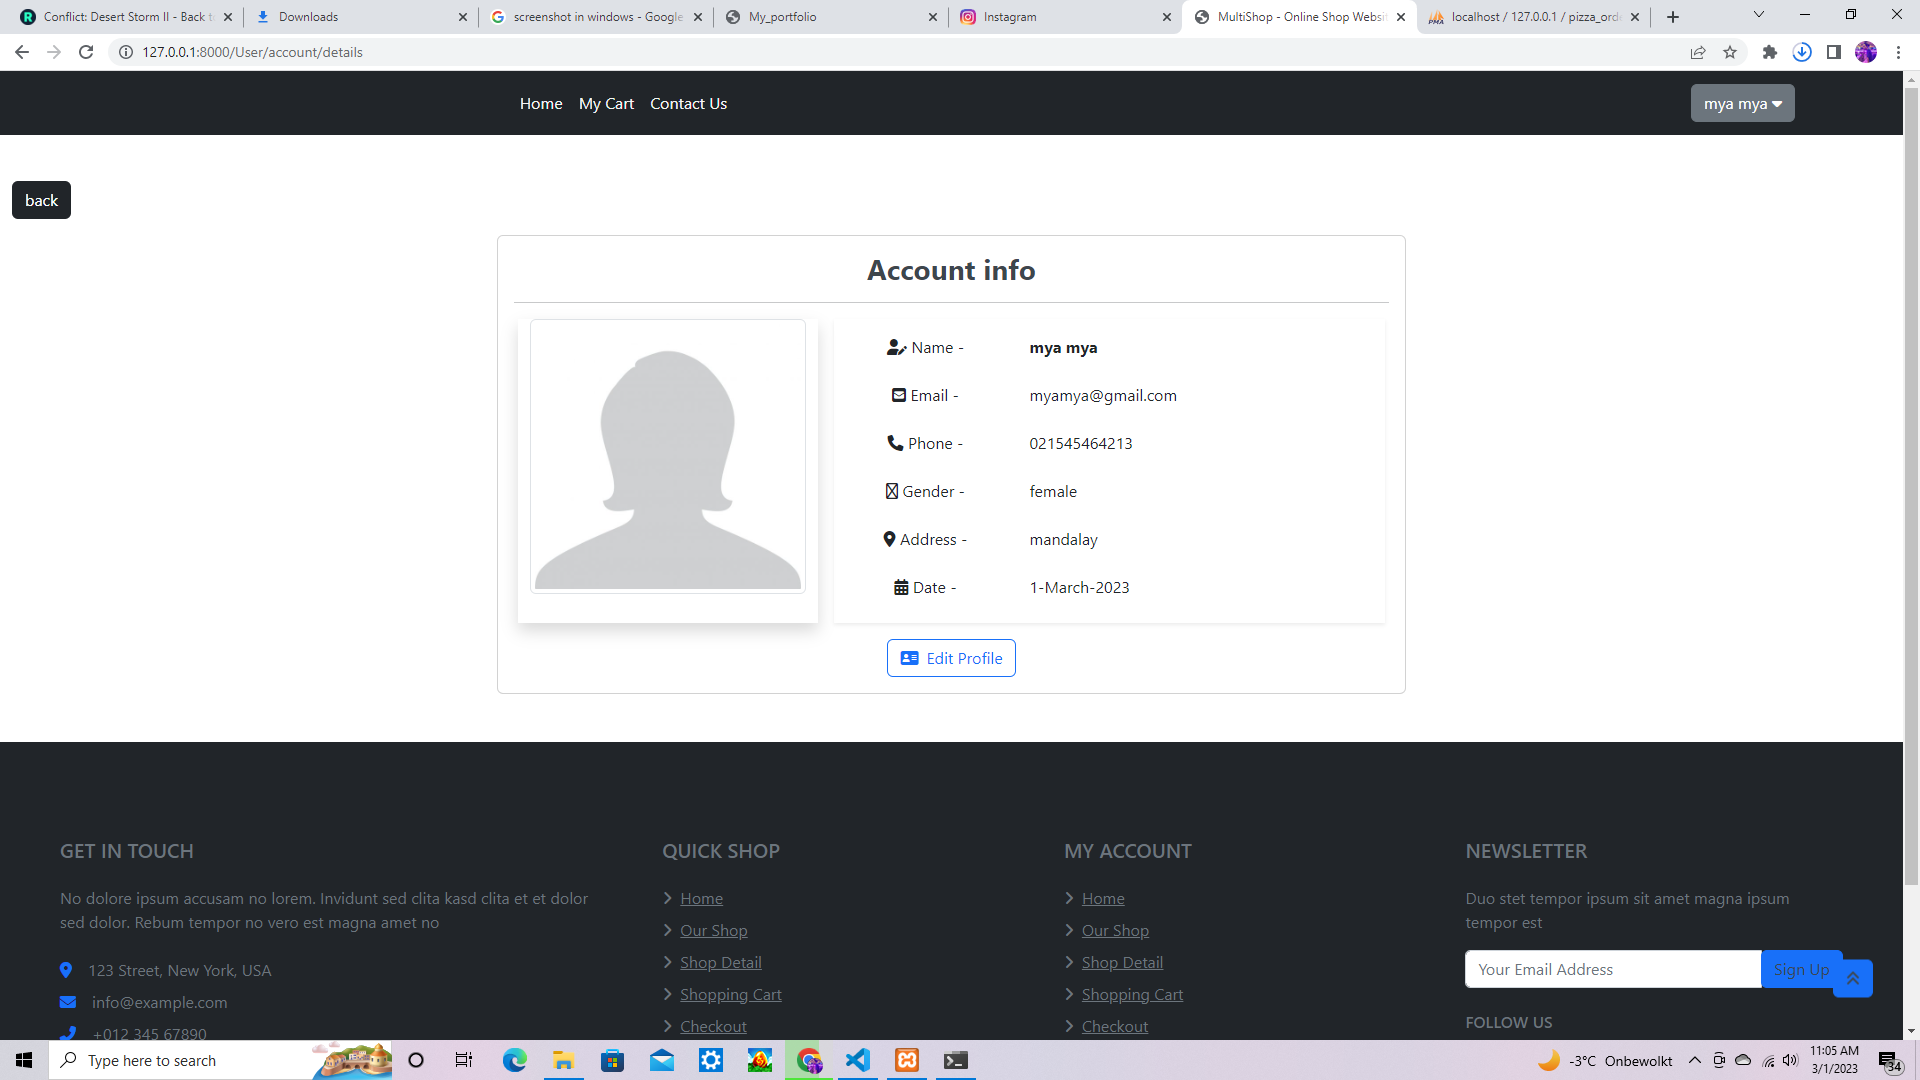 Conflict: Desert Storm II - Back t
Downloads
screenshot in windows - Google
My_portfolio
Instagram
MultiShop - Online Shop Websit
localhost / 127.0.0.1 / pizza_ord
127.0.0.1:8000/User/account/details
Home My Cart Contact Us
mya mya
back
Account info
Name - mya mya
Email - myamya@gmail.com
Phone - 021545464213
Gender - female
Address - mandalay
Date - 1-March-2023
Edit Profile
GET IN TOUCH
No dolore ipsum accusam no lorem. Invidunt sed clita kasd clita et et dolor
sed dolor. Rebum tempor no vero est magna amet no
123 Street, New York, USA
info@example.com
+012 345 67890
QUICK SHOP
Home
Our Shop
Shop Detail
Shopping Cart
Checkout
MY ACCOUNT
Home
Our Shop
Shop Detail
Shopping Cart
Checkout
NEWSLETTER
Duo stet tempor ipsum sit amet magna ipsum
tempor est
Your Email Address
Sign Up
FOLLOW US
Type here to search
-3°C Onbewolkt
11:05 AM
3/1/2023
34